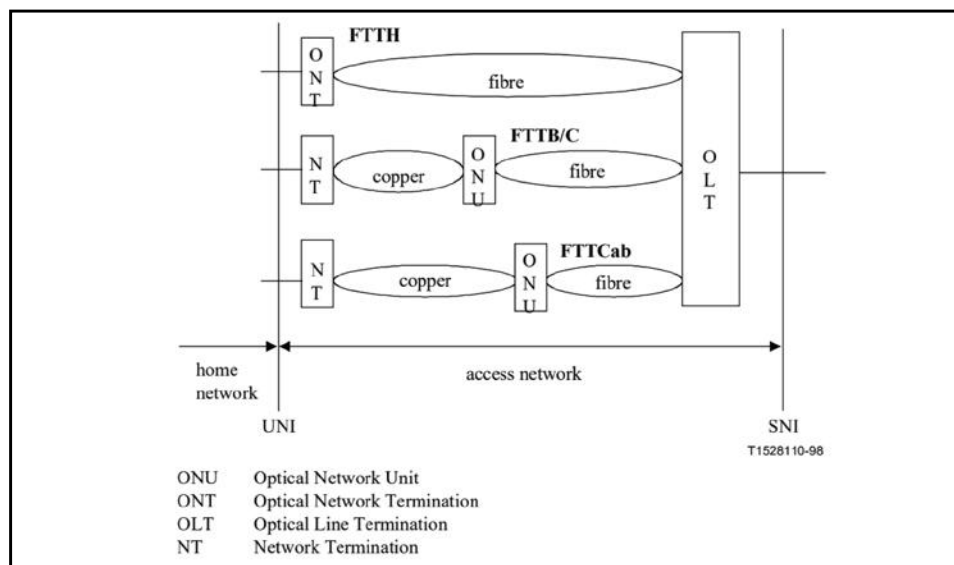 FTTH
O
N
T
fibre
FTTB/C
N
T
copper
O
N
U
fibre
O
L
T
FTTCab
N
T
copper
O
N
U
fibre
home
network
access network
UNI
SNI
T1528110-98
ONU Optical Network Unit
ONT Optical Network Termination
OLT Optical Line Termination
NT Network Termination